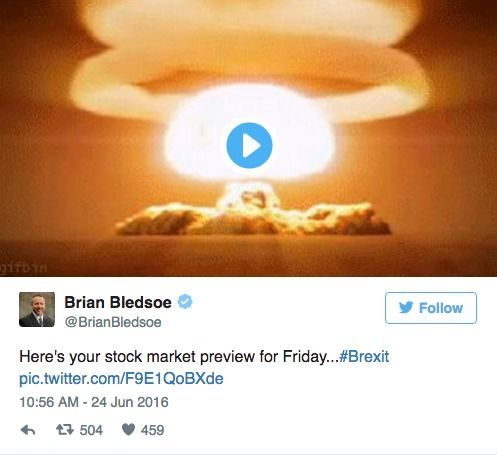 gifbin
Brian Bledsoe
@BrianBledsoe
Follow
Here's your stock market preview for Friday...#Brexit
pic.twitter.com/F9E1QoBXde
10:56 AM - 24 Jun 2016
504 459